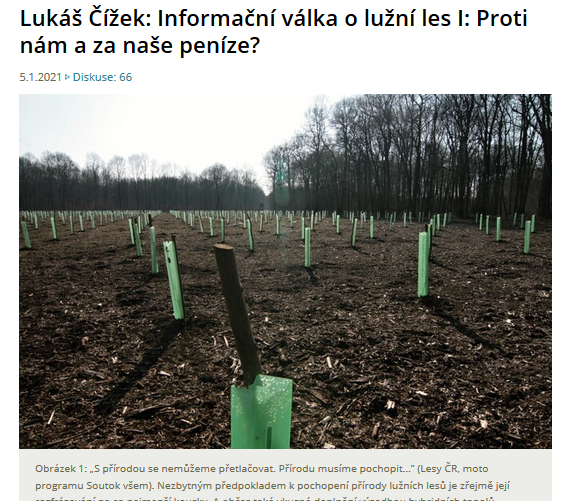 Lukáš Čížek: Informační válka o lužní les I: Proti
nám a za naše peníze?
5.1.2021 ▹ Diskuse: 66
Obrázek 1: „S přírodou se nemůžeme přetlačovat. Přírodu musíme pochopit…“ (Lesy ČR, moto
programu Soutok všem). Nezbytným předpokladem k pochopení přírody lužních lesů je zřejmě její